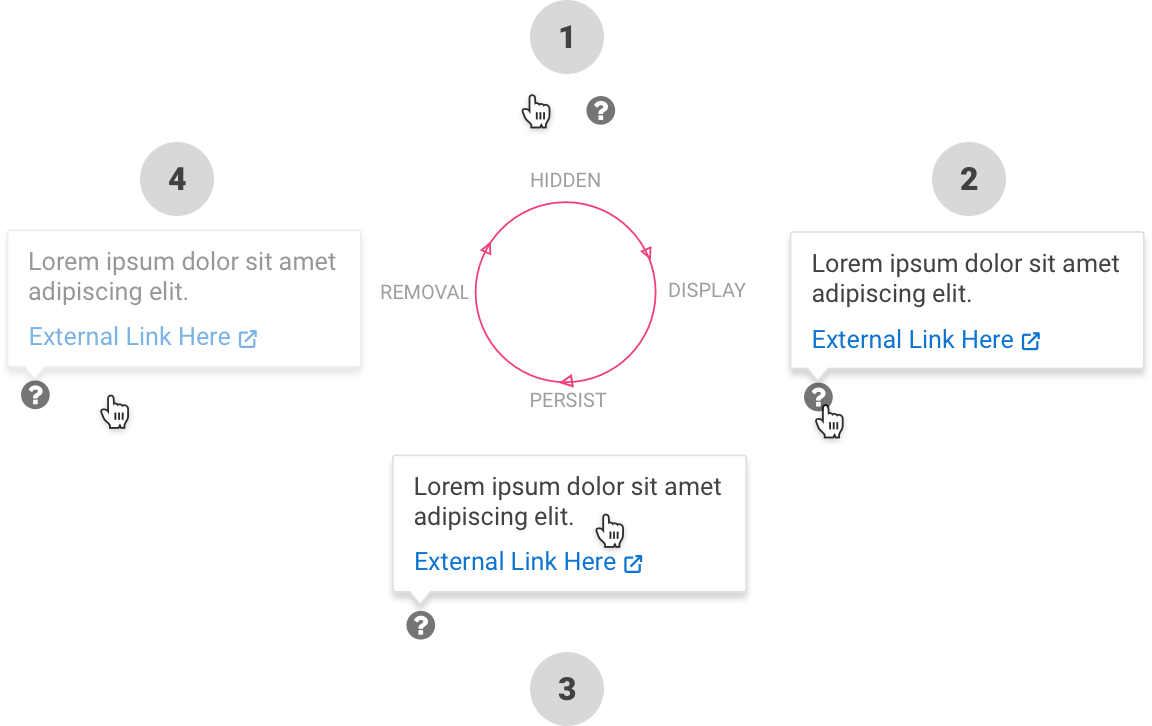 1
?
HIDDEN
4
Lorem ipsum dolor sit amet
adipiscing elit.
External Link Here
?
REMOVAL
DISPLAY
PERSIST
2
Lorem ipsum dolor sit amet
adipiscing elit.
External Link Here
?
Lorem ipsum dolor sit amet
adipiscing elit.
External Link Here
?
3